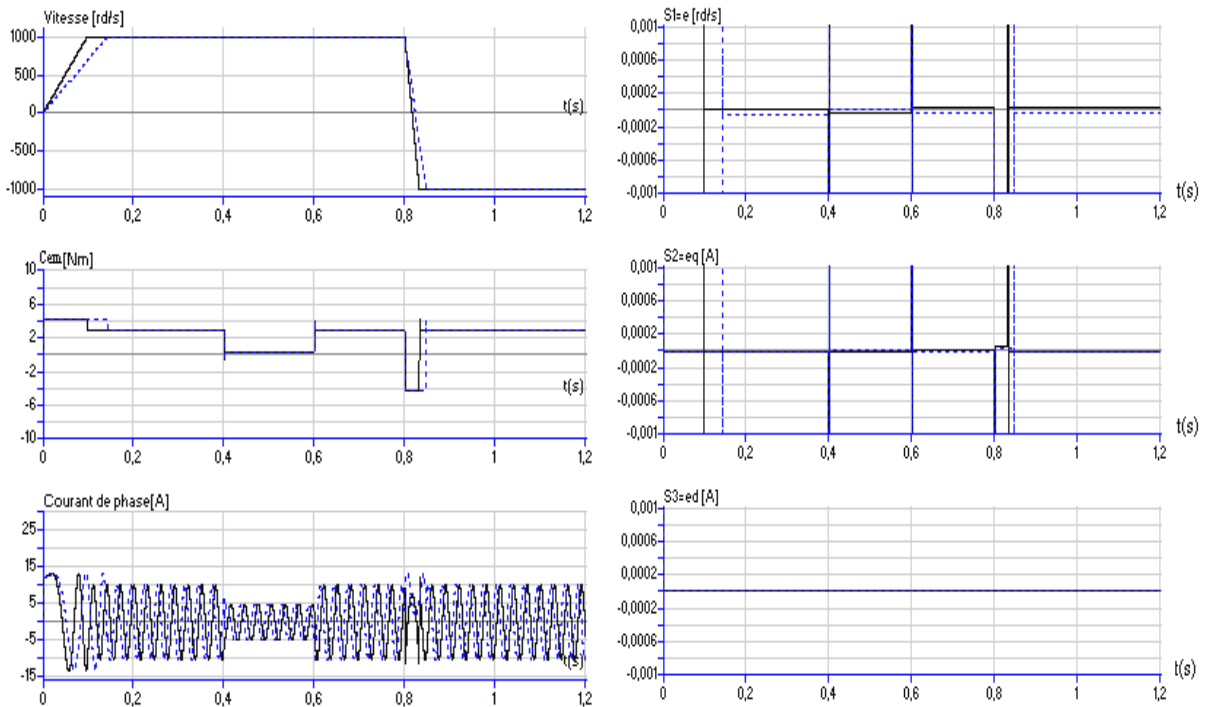 Vitesse [rd/s]
1000
500
0
-500
-1000
t(s)
0 0,2 0,4 0,6 0,8 1 1,2
Cem[Nm]
10
6
2
-2
-6
-10
t(s)
0 0,2 0,4 0,6 0,8 1 1,2
Courant de phase[A]
25
15
5
-5
-15
t(s)
0 0,2 0,4 0,6 0,8 1 1,2
S1=e [rd/s]
0,001
0,0006
0,0002
-0,0002
-0,0006
-0,001
t(s)
0 0,2 0,4 0,6 0,8 1 1,2
S2=eq [A]
0,001
0,0006
0,0002
-0,0002
-0,0006
-0,001
t(s)
0 0,2 0,4 0,6 0,8 1 1,2
S3=ed [A]
0,001
0,0006
0,0002
-0,0002
-0,0006
-0,001
t(s)
0 0,2 0,4 0,6 0,8 1 1,2